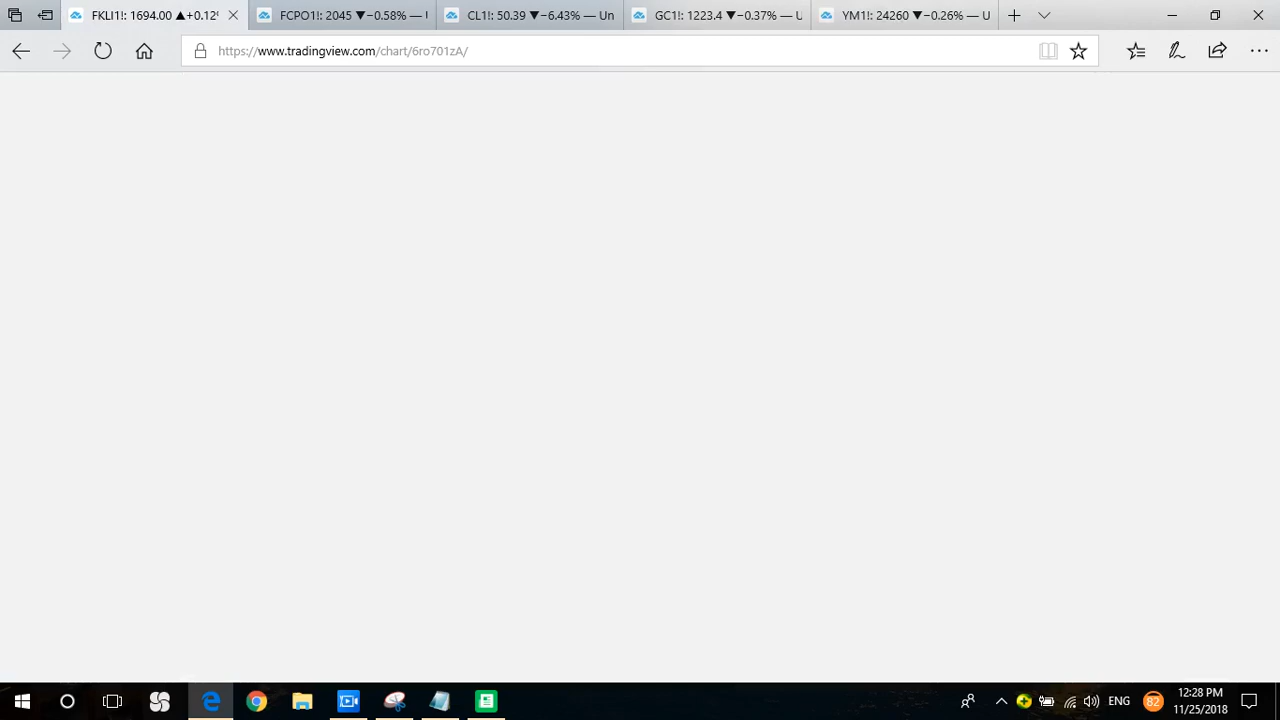 FKLI1!: 1694.00 ▲+0.12%
FCPO1!: 2045 ▼−0.58% —
CL1!: 50.39 ▼−6.43% — Un
GC1!: 1223.4 ▼−0.37% — U
YM1!: 24260 ▼−0.26% — U
https://www.tradingview.com/chart/6ro701zA/
ENG
82
12:28 PM
11/25/2018